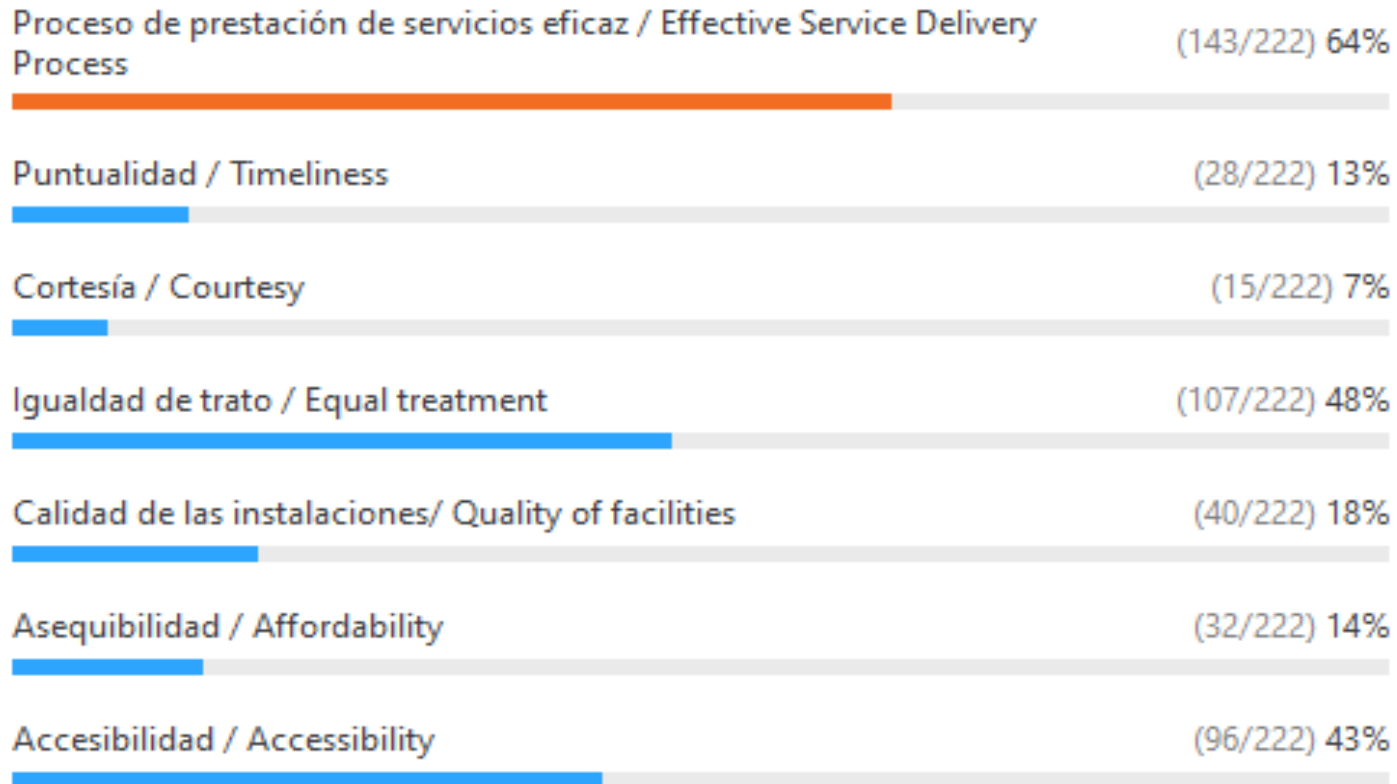 Proceso de prestación de servicios eficaz / Effective Service Delivery
Process
(143/222) 64%
Puntualidad / Timeliness (28/222) 13%
Cortesía / Courtesy (15/222) 7%
Igualdad de trato / Equal treatment (107/222) 48%
Calidad de las instalaciones/ Quality of facilities (40/222) 18%
Asequibilidad / Affordability (32/222) 14%
Accesibilidad / Accessibility (96/222) 43%